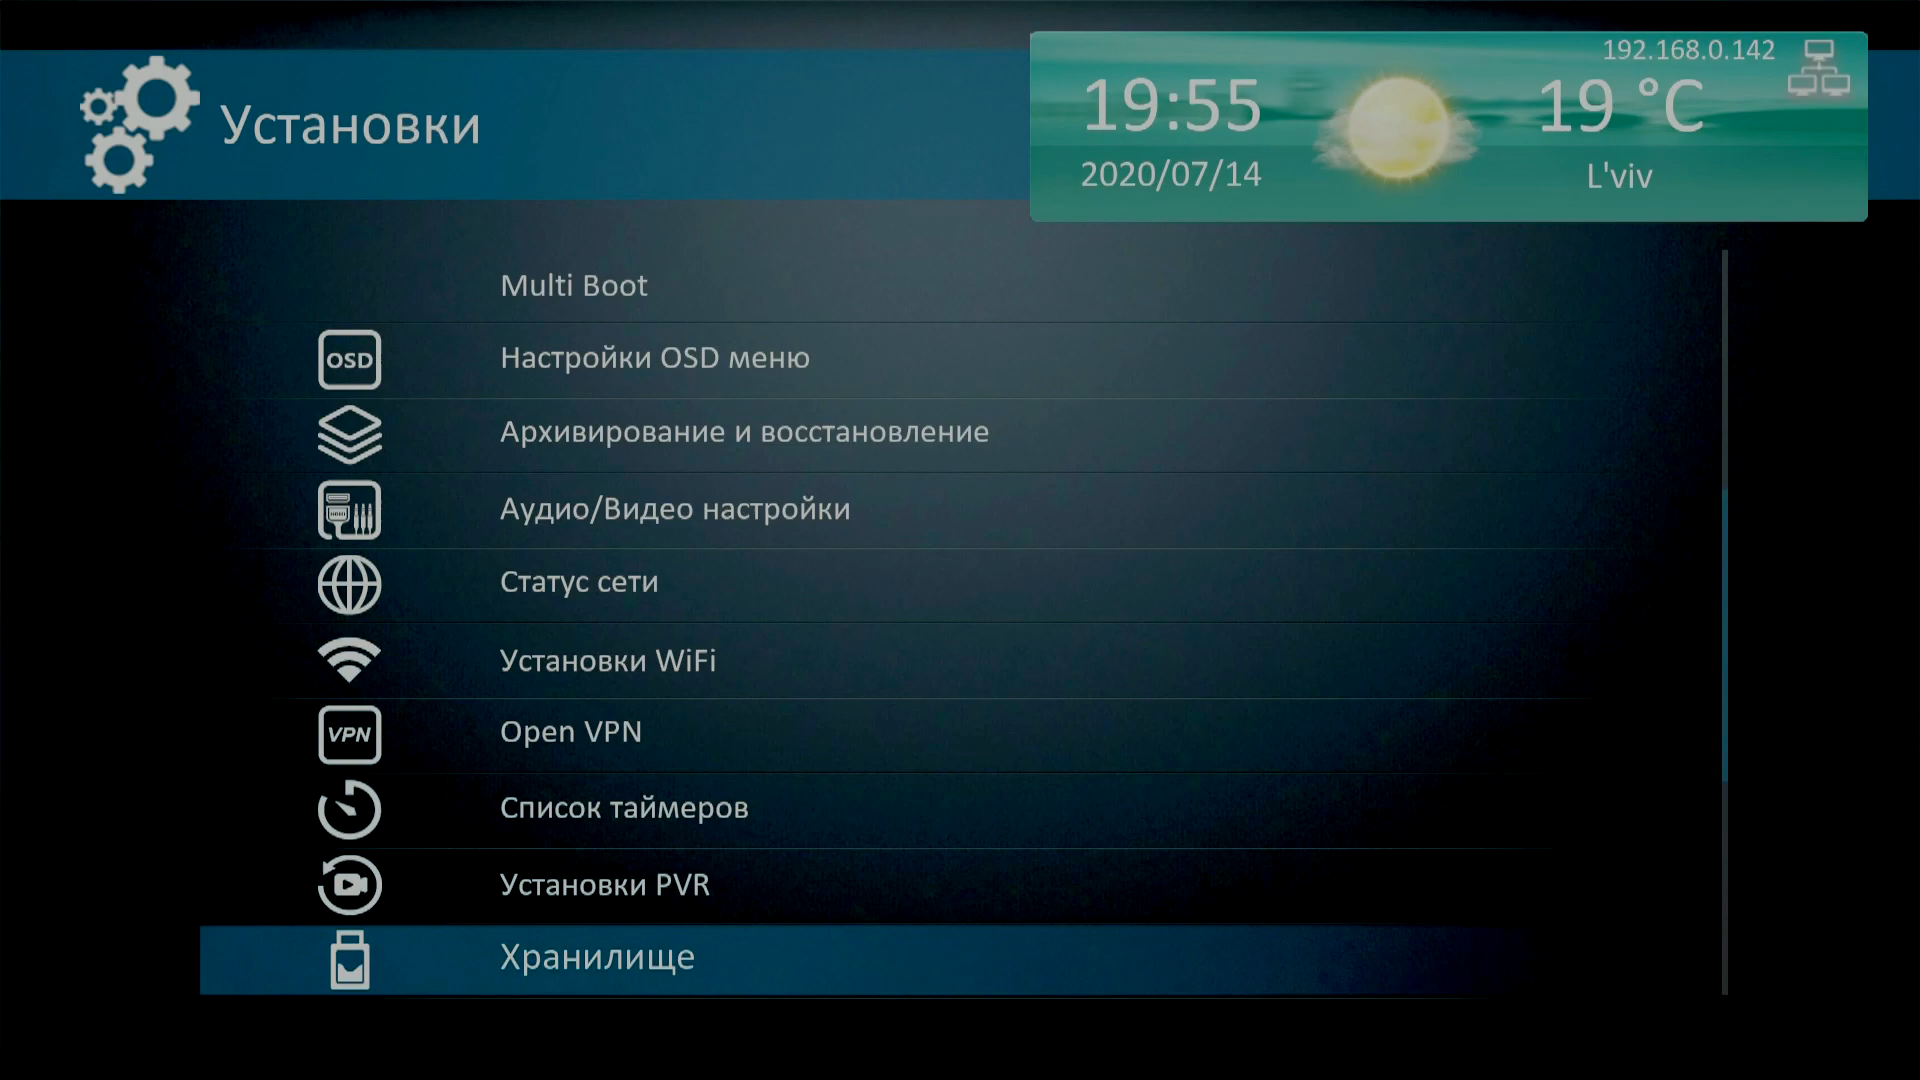 Установки
192.168.0.142
19:55
19 °C
2020/07/14
L'viv
Multi Boot
OSD
Настройки OSD меню
Архивирование и восстановление
Аудио/Видео настройки
Статус сети
Установки WiFi
VPN
Open VPN
Список таймеров
Установки PVR
Хранилище